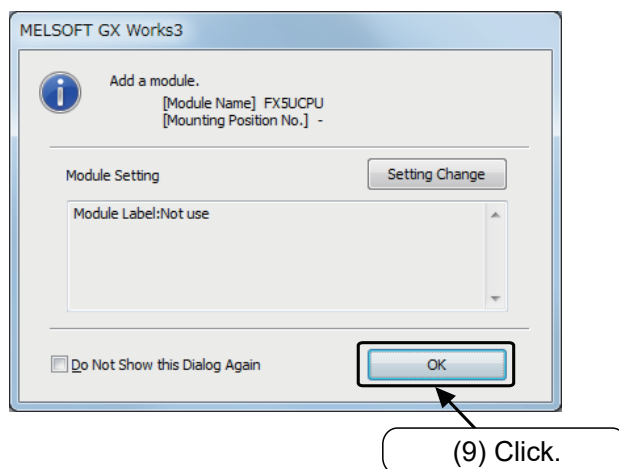 MELSOFT GX Works3
Add a module.
[Module Name] FX5UCPU
[Mounting Position No.] -
Module Setting
Setting Change
Module Label:Not use
Do Not Show this Dialog Again
OK
(9) Click.